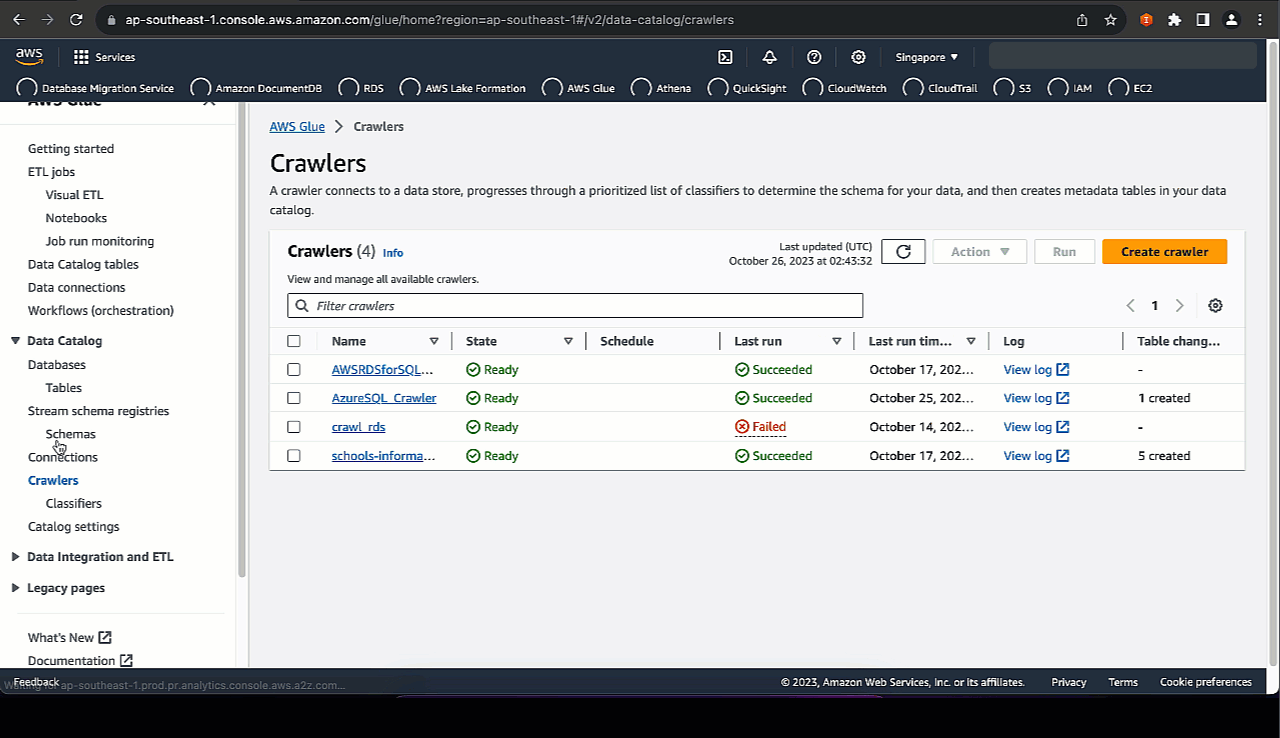 ap-southeast-1.console.aws.amazon.com/glue/home?region=ap-southeast-1#/v2/data-catalog/crawlers
aws
Services
Singapore
Database Migration Service
Amazon DocumentDB
RDS
AWS Lake Formation
AWS Glue
Athena
QuickSight
CloudWatch
CloudTrail
S3
IAM
EC2
AWS Glue
Getting started
ETL jobs
Visual ETL
Notebooks
Job run monitoring
Data Catalog tables
Data connections
Workflows (orchestration)
Data Catalog
Databases
Tables
Stream schema registries
Schemas
Connections
Crawlers
Classifiers
Catalog settings
Data Integration and ETL
Legacy pages
What's New
Documentation
AWS Glue > Crawlers
Crawlers
A crawler connects to a data store, progresses through a prioritized list of classifiers to determine the schema for your data, and then creates metadata tables in your data
catalog.
Crawlers (4) Info
View and manage all available crawlers.
Last updated (UTC)
October 26, 2023 at 02:43:32
Action
Run
Create crawler
Filter crawlers
1
Name State Schedule Last run Last run tim... Log Table chang...
AWSRDSforSQL... Ready Succeeded October 17, 202... View log -
AzureSQL_Crawler Ready Succeeded October 25, 202... View log 1 created
crawl_rds Ready Failed October 14, 202... View log -
schools-informa... Ready Succeeded October 17, 202... View log 5 created
Feedback
Waiting for ap-southeast-1.prod.pr.analytics.console.aws.a2z.com...
© 2023, Amazon Web Services, Inc. or its affiliates.
Privacy
Terms
Cookie preferences